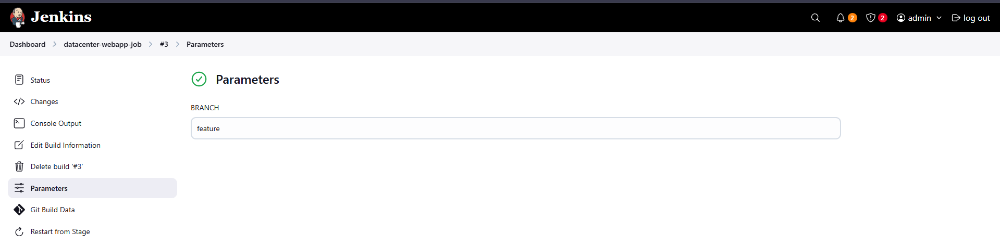 Jenkins
2
2
admin
log out
Dashboard
datacenter-webapp-job
#3
Parameters
Status
Changes
Console Output
Edit Build Information
Delete build ‘#3’
Parameters
Git Build Data
Restart from Stage
Parameters
BRANCH
feature